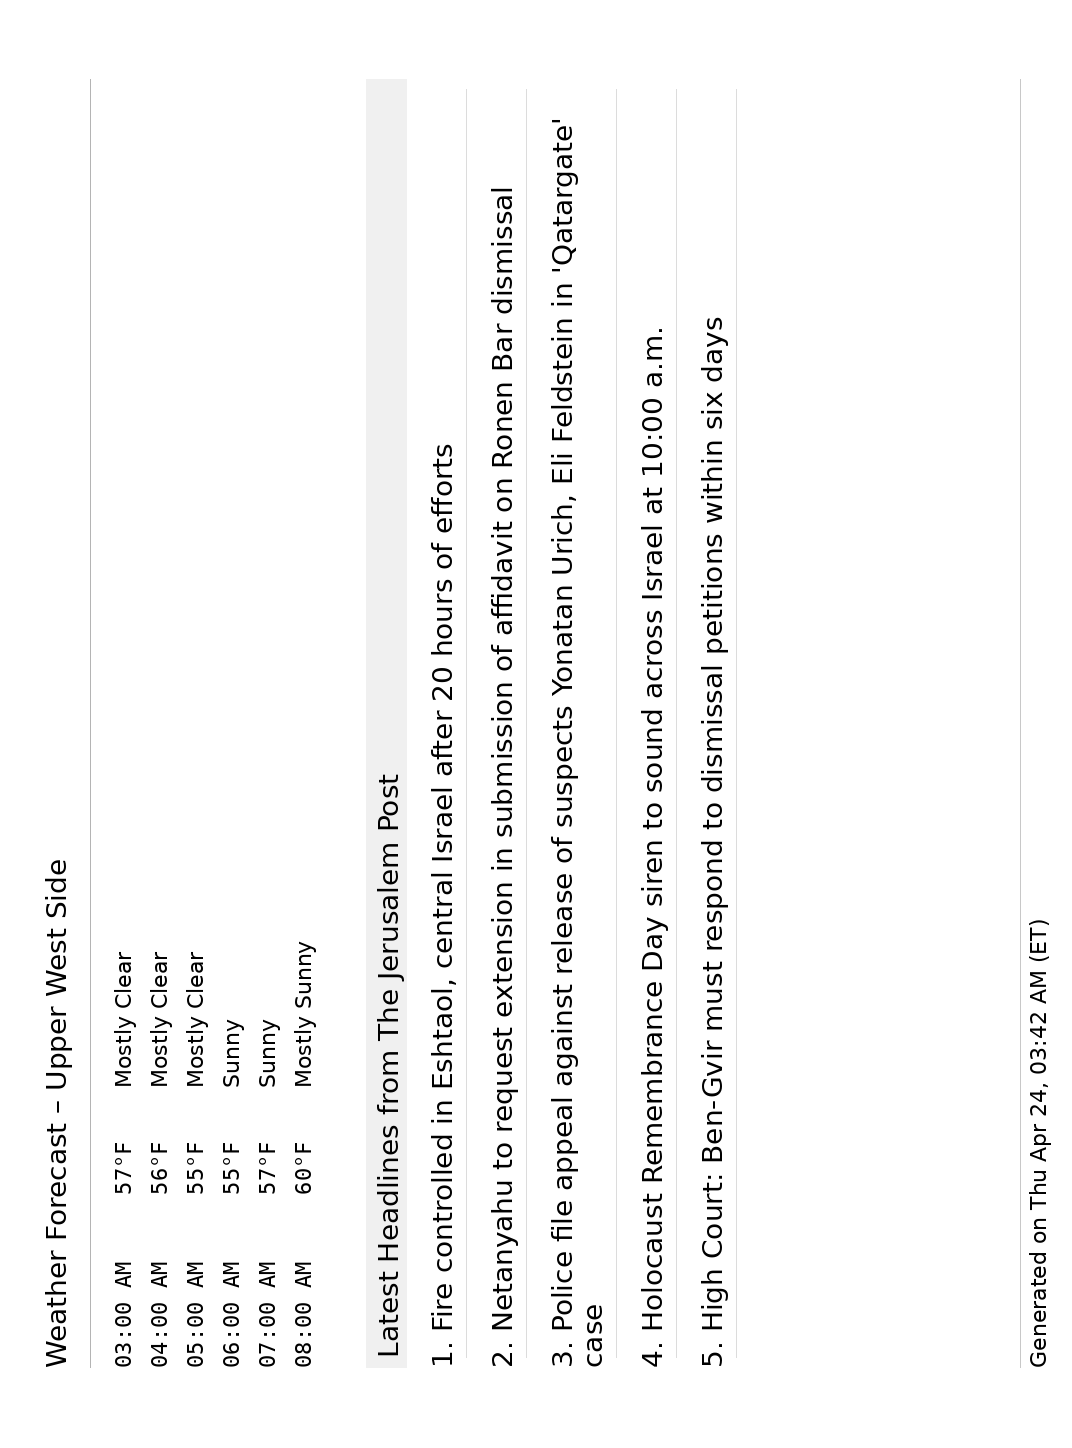 Weather Forecast – Upper West Side
03:00 AM 57°F Mostly Clear
04:00 AM 56°F Mostly Clear
05:00 AM 55°F Mostly Clear
06:00 AM 55°F Sunny
07:00 AM 57°F Sunny
08:00 AM 60°F Mostly Sunny
Latest Headlines from The Jerusalem Post
1. Fire controlled in Eshtaol, central Israel after 20 hours of efforts
2. Netanyahu to request extension in submission of affidavit on Ronen Bar dismissal
3. Police file appeal against release of suspects Yonatan Urich, Eli Feldstein in 'Qatargate'
case
4. Holocaust Remembrance Day siren to sound across Israel at 10:00 a.m.
5. High Court: Ben-Gvir must respond to dismissal petitions within six days
Generated on Thu Apr 24, 03:42 AM (ET)